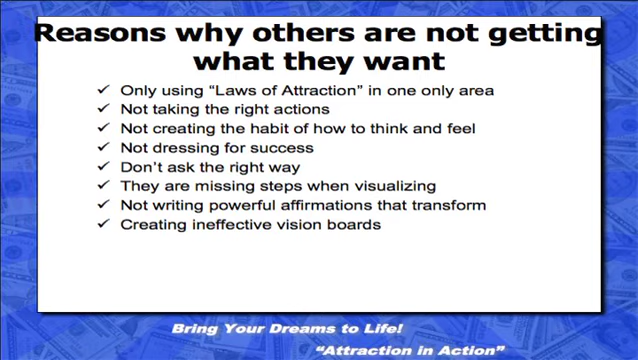 Reasons why others are not getting
what they want
✓ Only using “Laws of Attraction” in one only area
✓ Not taking the right actions
✓ Not creating the habit of how to think and feel
✓ Not dressing for success
✓ Don’t ask the right way
✓ They are missing steps when visualizing
✓ Not writing powerful affirmations that transform
✓ Creating ineffective vision boards
Bring Your Dreams to Life!
“Attraction in Action”